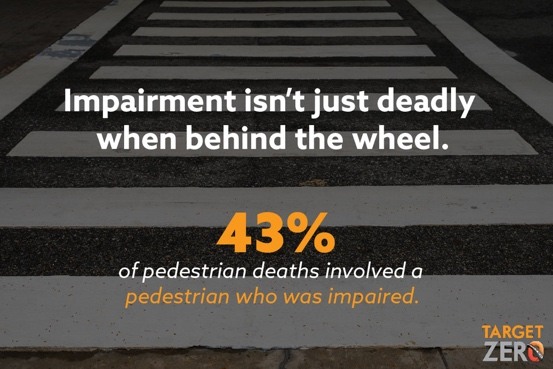 Impairment isn't just deadly
when behind the wheel.
43%
of pedestrian deaths involved a
pedestrian who was impaired.
TARGET
ZERO